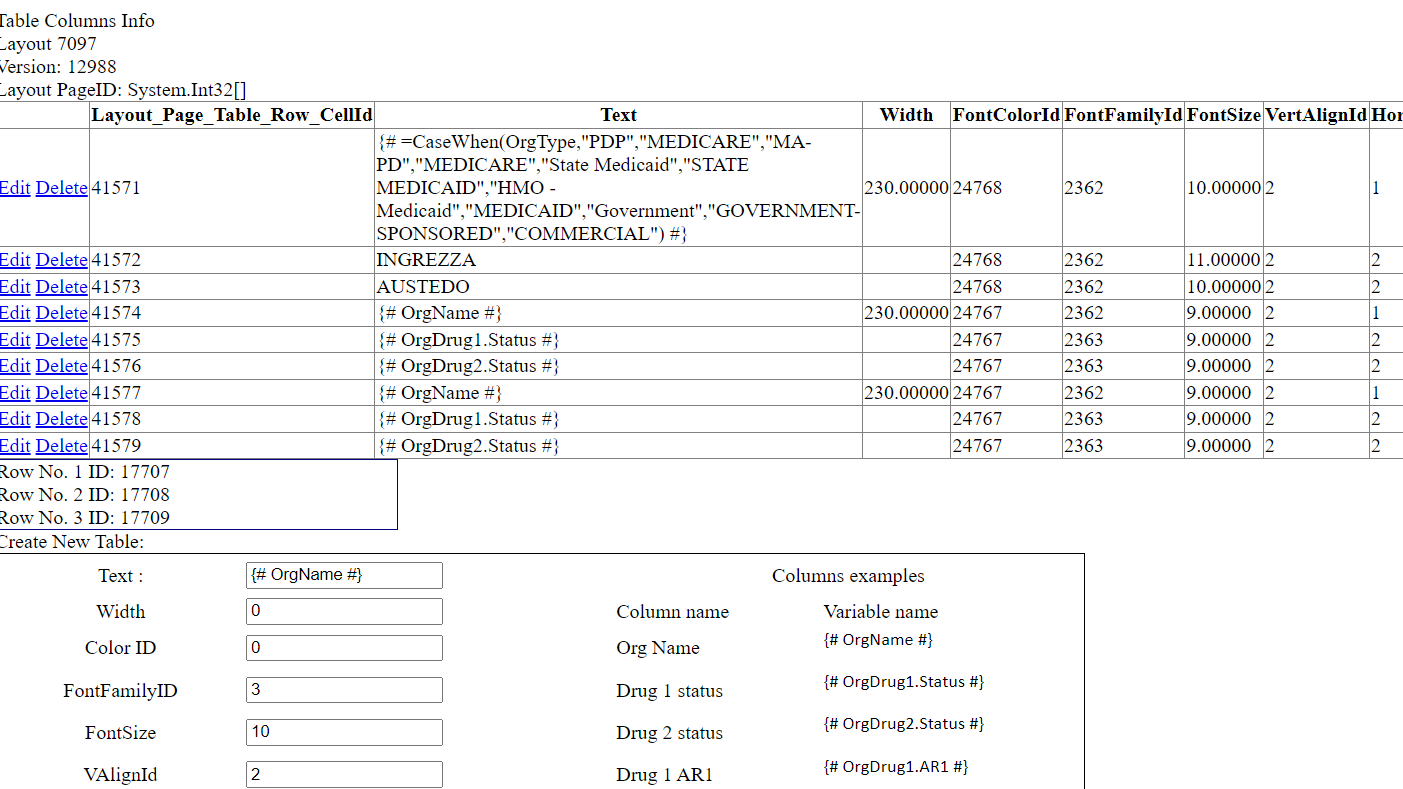 Table Columns Info
Layout 7097
Version: 12988
Layout PageID: System.Int32[]
Layout_Page_Table_Row_CellId Text Width FontColorId FontFamilyId FontSize VertAlignId Hor
Edit Delete 41571 {# =CaseWhen(OrgType,"PDP","MEDICARE","MA-
PD","MEDICARE","State Medicaid","STATE
MEDICAID","HMO -
Medicaid","MEDICAID","Government","GOVERNMENT-
SPONSORED","COMMERCIAL") #} 230.00000 24768 2362 10.00000 2 1
Edit Delete 41572 INGREZZA 24768 2362 11.00000 2 2
Edit Delete 41573 AUSTEDO 24768 2362 10.00000 2 2
Edit Delete 41574 {# OrgName #} 230.00000 24767 2362 9.00000 2 1
Edit Delete 41575 {# OrgDrug1.Status #} 24767 2363 9.00000 2 2
Edit Delete 41576 {# OrgDrug2.Status #} 24767 2363 9.00000 2 2
Edit Delete 41577 {# OrgName #} 230.00000 24767 2362 9.00000 2 1
Edit Delete 41578 {# OrgDrug1.Status #} 24767 2363 9.00000 2 2
Edit Delete 41579 {# OrgDrug2.Status #} 24767 2363 9.00000 2 2
Row No. 1 ID: 17707
Row No. 2 ID: 17708
Row No. 3 ID: 17709
Create New Table:
Text : {# OrgName #} Columns examples
Width 0 Column name Variable name
Color ID 0 Org Name {# OrgName #}
FontFamilyID 3 Drug 1 status {# OrgDrug1.Status #}
FontSize 10 Drug 2 status {# OrgDrug2.Status #}
VAlignId 2 Drug 1 AR1 {# OrgDrug1.AR1 #}